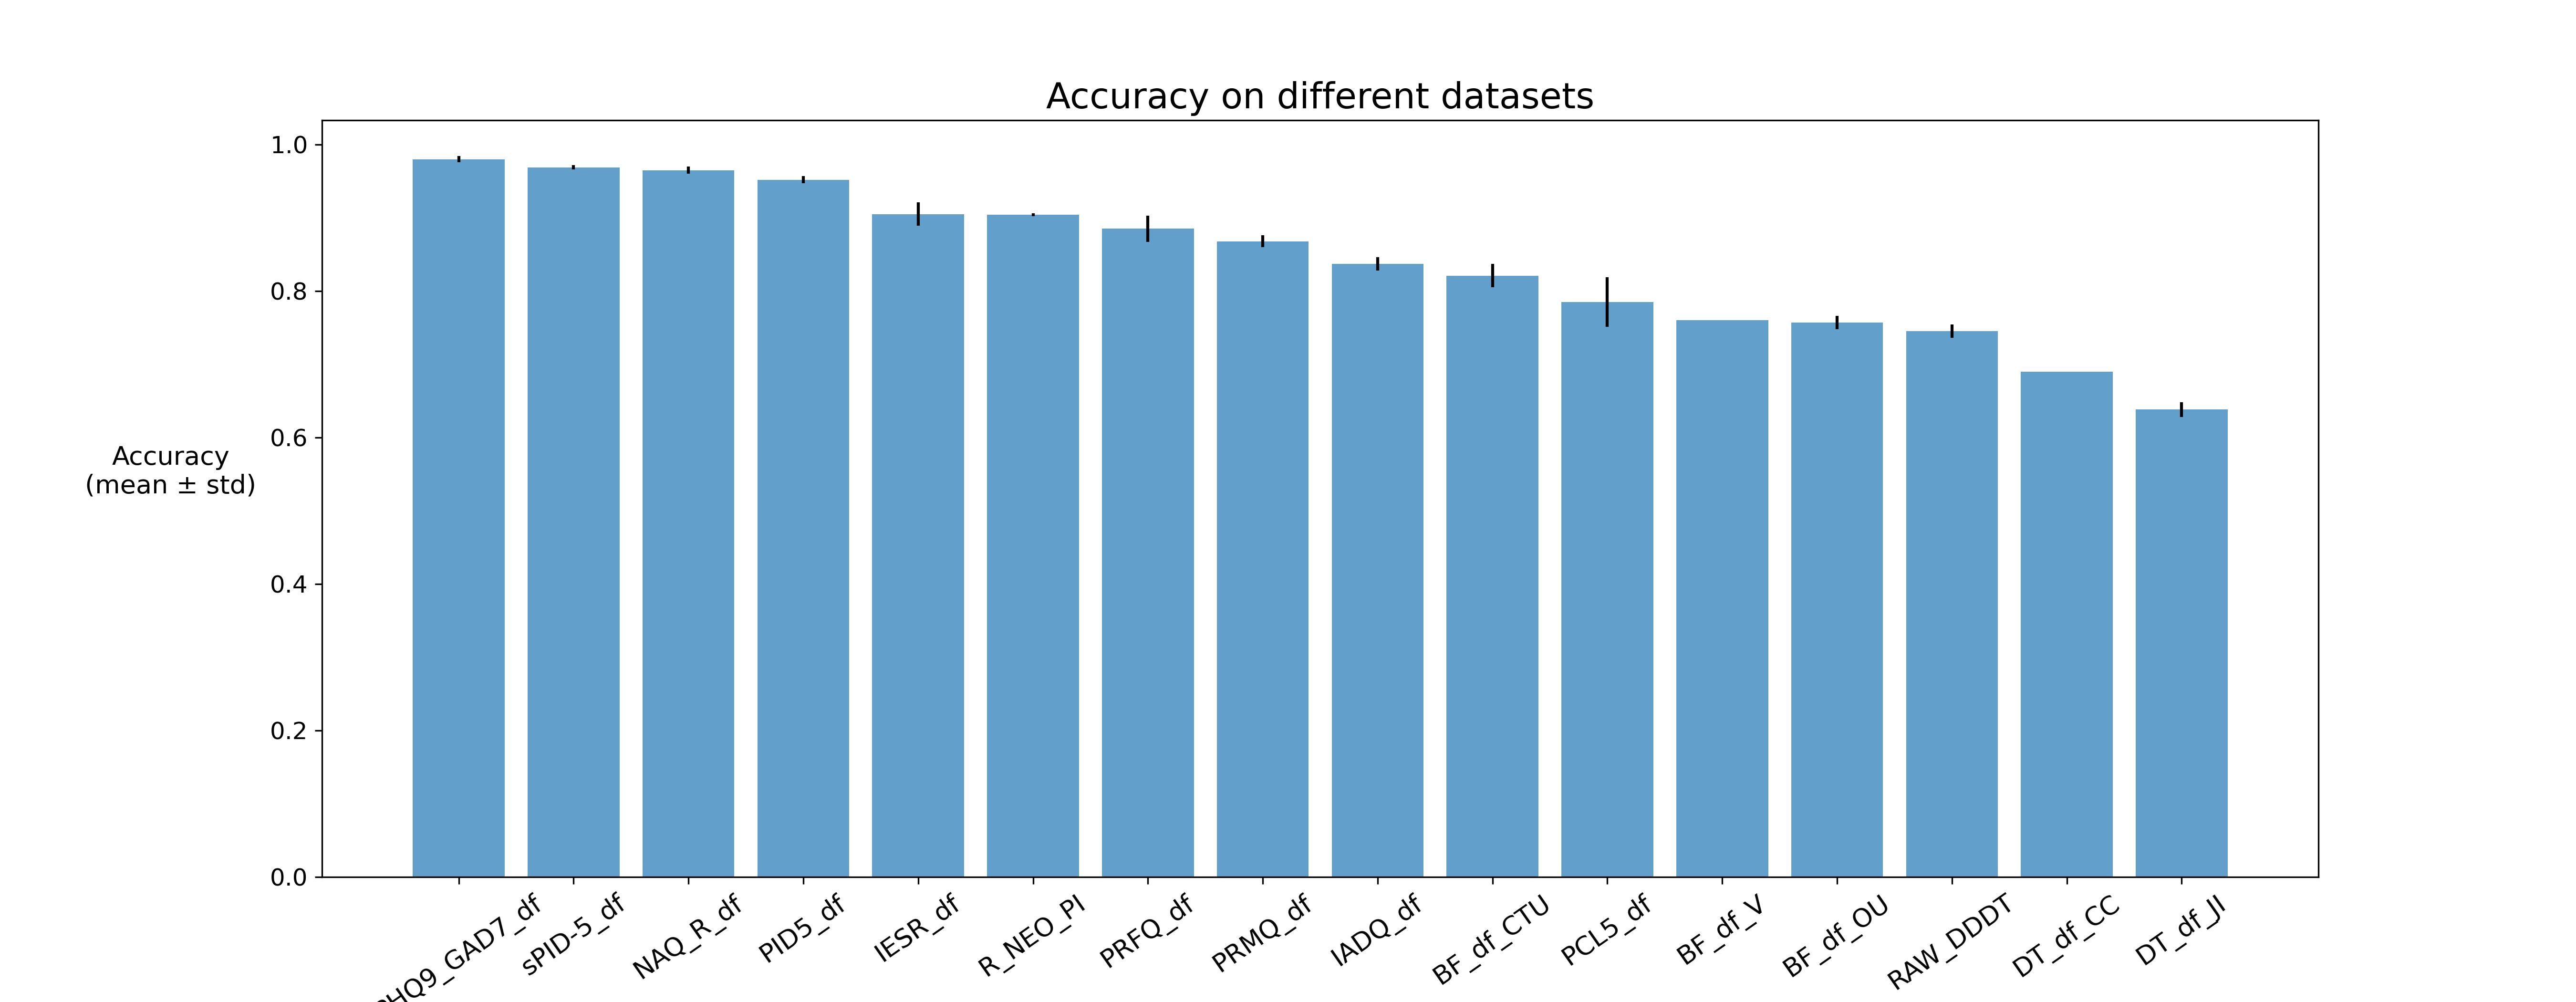 Accuracy on different datasets
1.0
0.8
0.6
0.4
0.2
0.0
Accuracy
(mean ± std)
HQ9_GAD7_df
sPID-5_df
NAQ_R_df
PID5_df
IESR_df
R_NEO_PI
PRFQ_df
PRMQ_df
IADQ_df
BF_df_CTU
PCL5_df
BF_df_V
BF_df_OU
RAW_DDDT
DT_df_CC
DT_df_JI